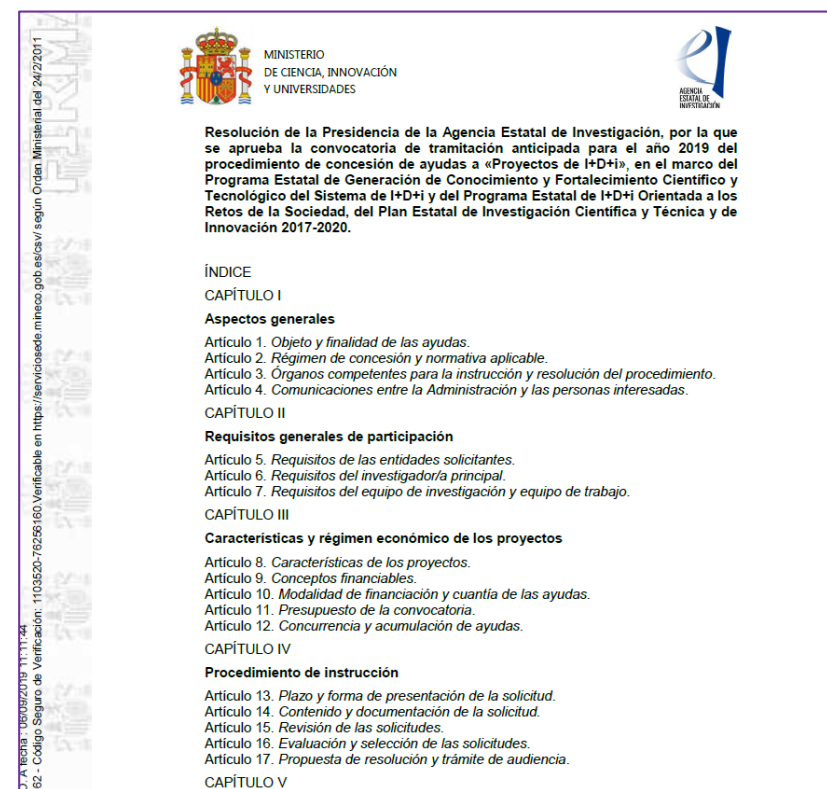 MINISTERIO
DE CIENCIA, INNOVACIÓN
Y UNIVERSIDADES
AGENCIA
ESTATAL DE
INVESTIGACIÓN
Resolución de la Presidencia de la Agencia Estatal de Investigación, por la que
se aprueba la convocatoria de tramitación anticipada para el año 2019 del
procedimiento de concesión de ayudas a «Proyectos de I+D+i», en el marco del
Programa Estatal de Generación de Conocimiento y Fortalecimiento Científico y
Tecnológico del Sistema de I+D+i y del Programa Estatal de I+D+i Orientada a los
Retos de la Sociedad, del Plan Estatal de Investigación Científica y Técnica y de
Innovación 2017-2020.
ÍNDICE
CAPÍTULO I
Aspectos generales
Artículo 1. Objeto y finalidad de las ayudas.
Artículo 2. Régimen de concesión y normativa aplicable.
Artículo 3. Órganos competentes para la instrucción y resolución del procedimiento.
Artículo 4. Comunicaciones entre la Administración y las personas interesadas.
CAPÍTULO II
Requisitos generales de participación
Artículo 5. Requisitos de las entidades solicitantes.
Artículo 6. Requisitos del investigador/a principal.
Artículo 7. Requisitos del equipo de investigación y equipo de trabajo.
CAPÍTULO III
Características y régimen económico de los proyectos
Artículo 8. Características de los proyectos.
Artículo 9. Conceptos financiables.
Artículo 10. Modalidad de financiación y cuantía de las ayudas.
Artículo 11. Presupuesto de la convocatoria.
Artículo 12. Concurrencia y acumulación de ayudas.
CAPÍTULO IV
Procedimiento de instrucción
Artículo 13. Plazo y forma de presentación de la solicitud.
Artículo 14. Contenido y documentación de la solicitud.
Artículo 15. Revisión de las solicitudes.
Artículo 16. Evaluación y selección de las solicitudes.
Artículo 17. Propuesta de resolución y trámite de audiencia.
CAPÍTULO V
A fecha : 06/09/2019 11:11:44
62 - Código Seguro de Verificación: 1103520-76256160.Verificable en https://serviciosede.mineco.gob.es/csv/ según Orden Ministerial del 24/2/2011
FIRMA